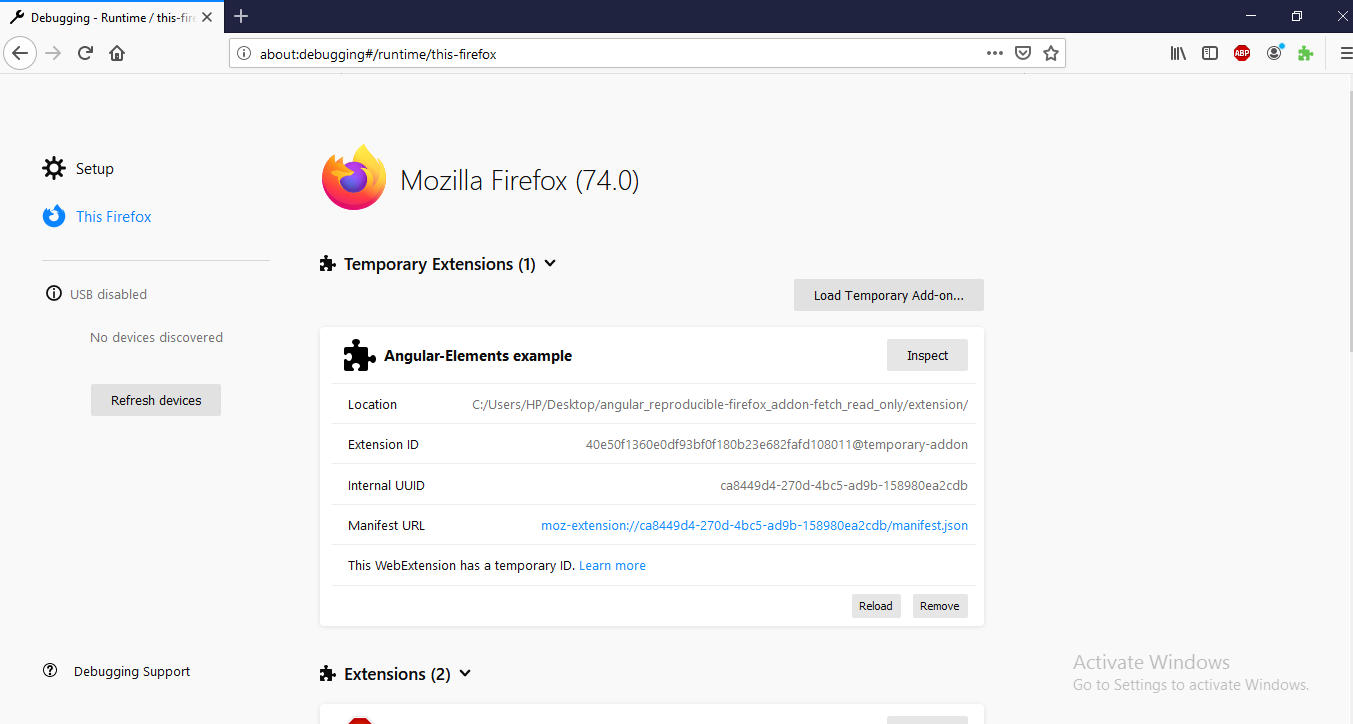 Debugging - Runtime / this-fire
about:debugging#/runtime/this-firefox
ABP
Setup
This Firefox
USB disabled
No devices discovered
Refresh devices
Debugging Support
Mozilla Firefox (74.0)
Temporary Extensions (1)
Load Temporary Add-on...
Angular-Elements example
Inspect
Location C:/Users/HP/Desktop/angular_reproducible-firefox_addon-fetch_read_only/extension/
Extension ID 40e50f1360e0df93bf0f180b23e682fafd108011@temporary-addon
Internal UUID ca8449d4-270d-4bc5-ad9b-158980ea2cdb
Manifest URL moz-extension://ca8449d4-270d-4bc5-ad9b-158980ea2cdb/manifest.json
This WebExtension has a temporary ID. Learn more
Reload Remove
Extensions (2)
Activate Windows
Go to Settings to activate Windows.